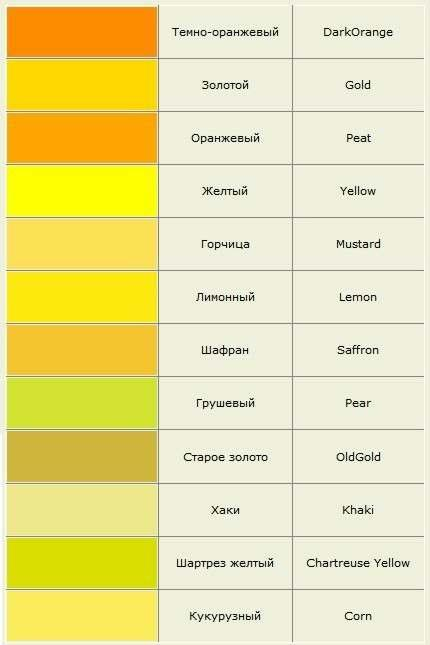 Темно-оранжевый DarkOrange
Золотой Gold
Оранжевый Peat
Желтый Yellow
Горчица Mustard
Лимонный Lemon
Шафран Saffron
Грушевый Pear
Старое золото OldGold
Хаки Khaki
Шартрез желтый Chartreuse Yellow
Кукурузный Corn